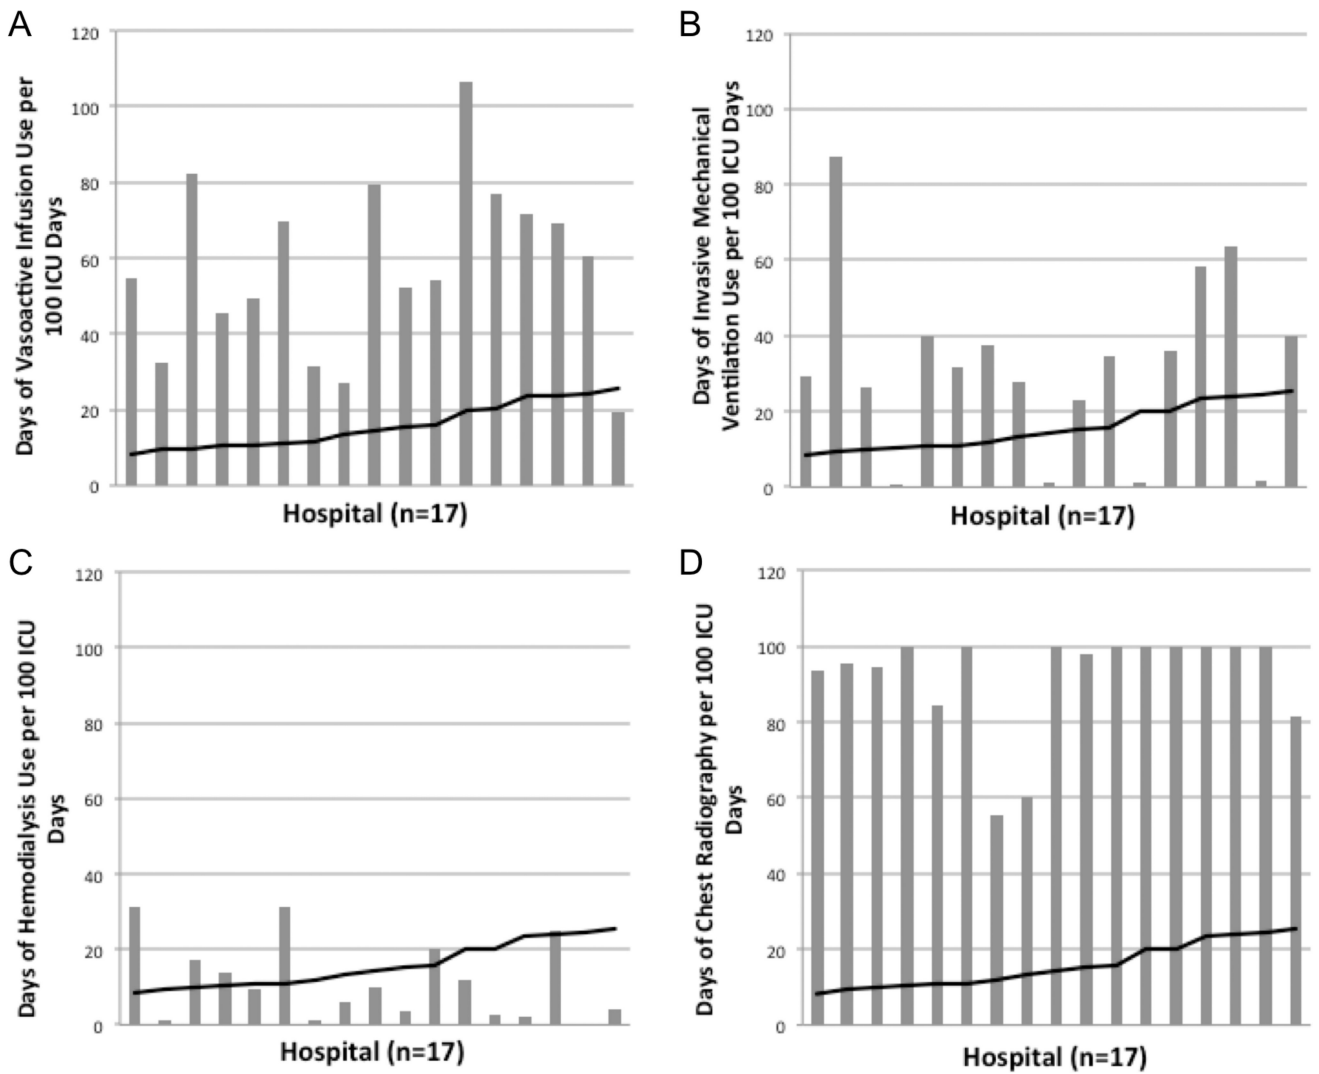 A
Days of Vasoactive Infusion Use per
100 ICU Days
120
100
80
60
40
20
0
Hospital (n=17)
B
Days of Invasive Mechanical
Ventilation Use per 100 ICU Days
120
100
80
60
40
20
0
Hospital (n=17)
C
Days of Hemodialysis Use per 100 ICU
Days
120
100
80
60
40
20
0
Hospital (n=17)
D
Days of Chest Radiography per 100 ICU
Days
120
100
80
60
40
20
0
Hospital (n=17)